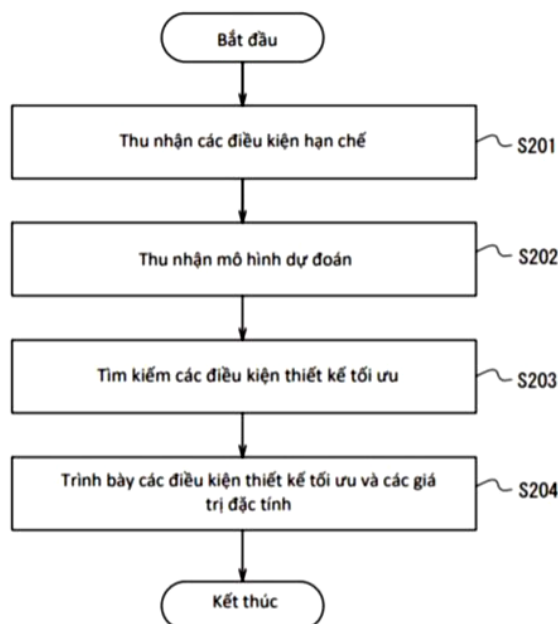 Bắt đầu
Thu nhận các điều kiện hạn chế
S201
Thu nhận mô hình dự đoán
S202
Tìm kiếm các điều kiện thiết kế tối ưu
S203
Trình bày các điều kiện thiết kế tối ưu và các giá
trị đặc tính
S204
Kết thúc